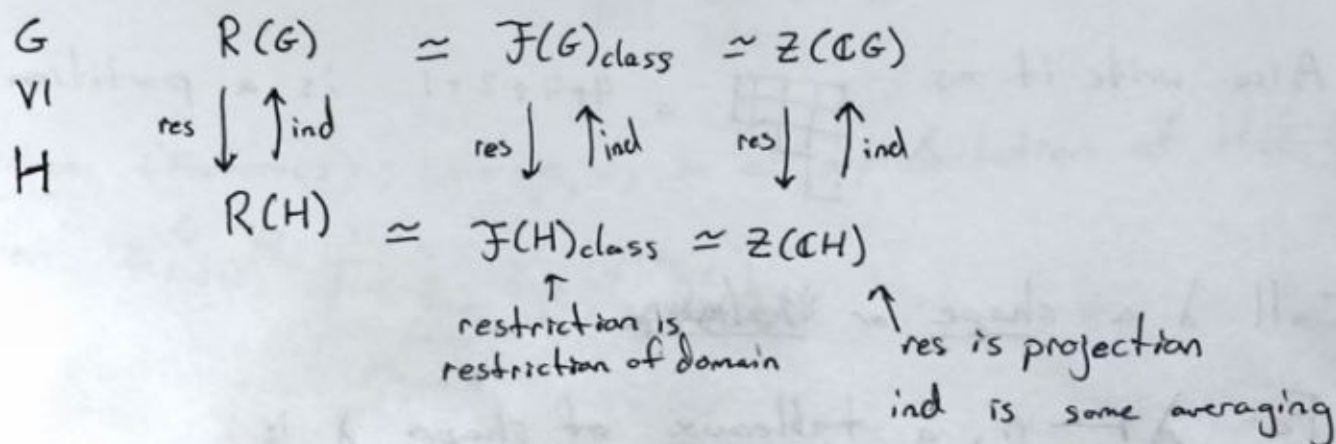 G R(G) ≃ F(G)class ≃ Z(ℂG)
VI res ↓ ↑ ind res ↓ ↑ ind res ↓ ↑ ind
H
R(H) ≃ F(H)class ≃ Z(ℂH)
↑ ↖
restriction is
restriction of domain
res is projection
ind is some averaging